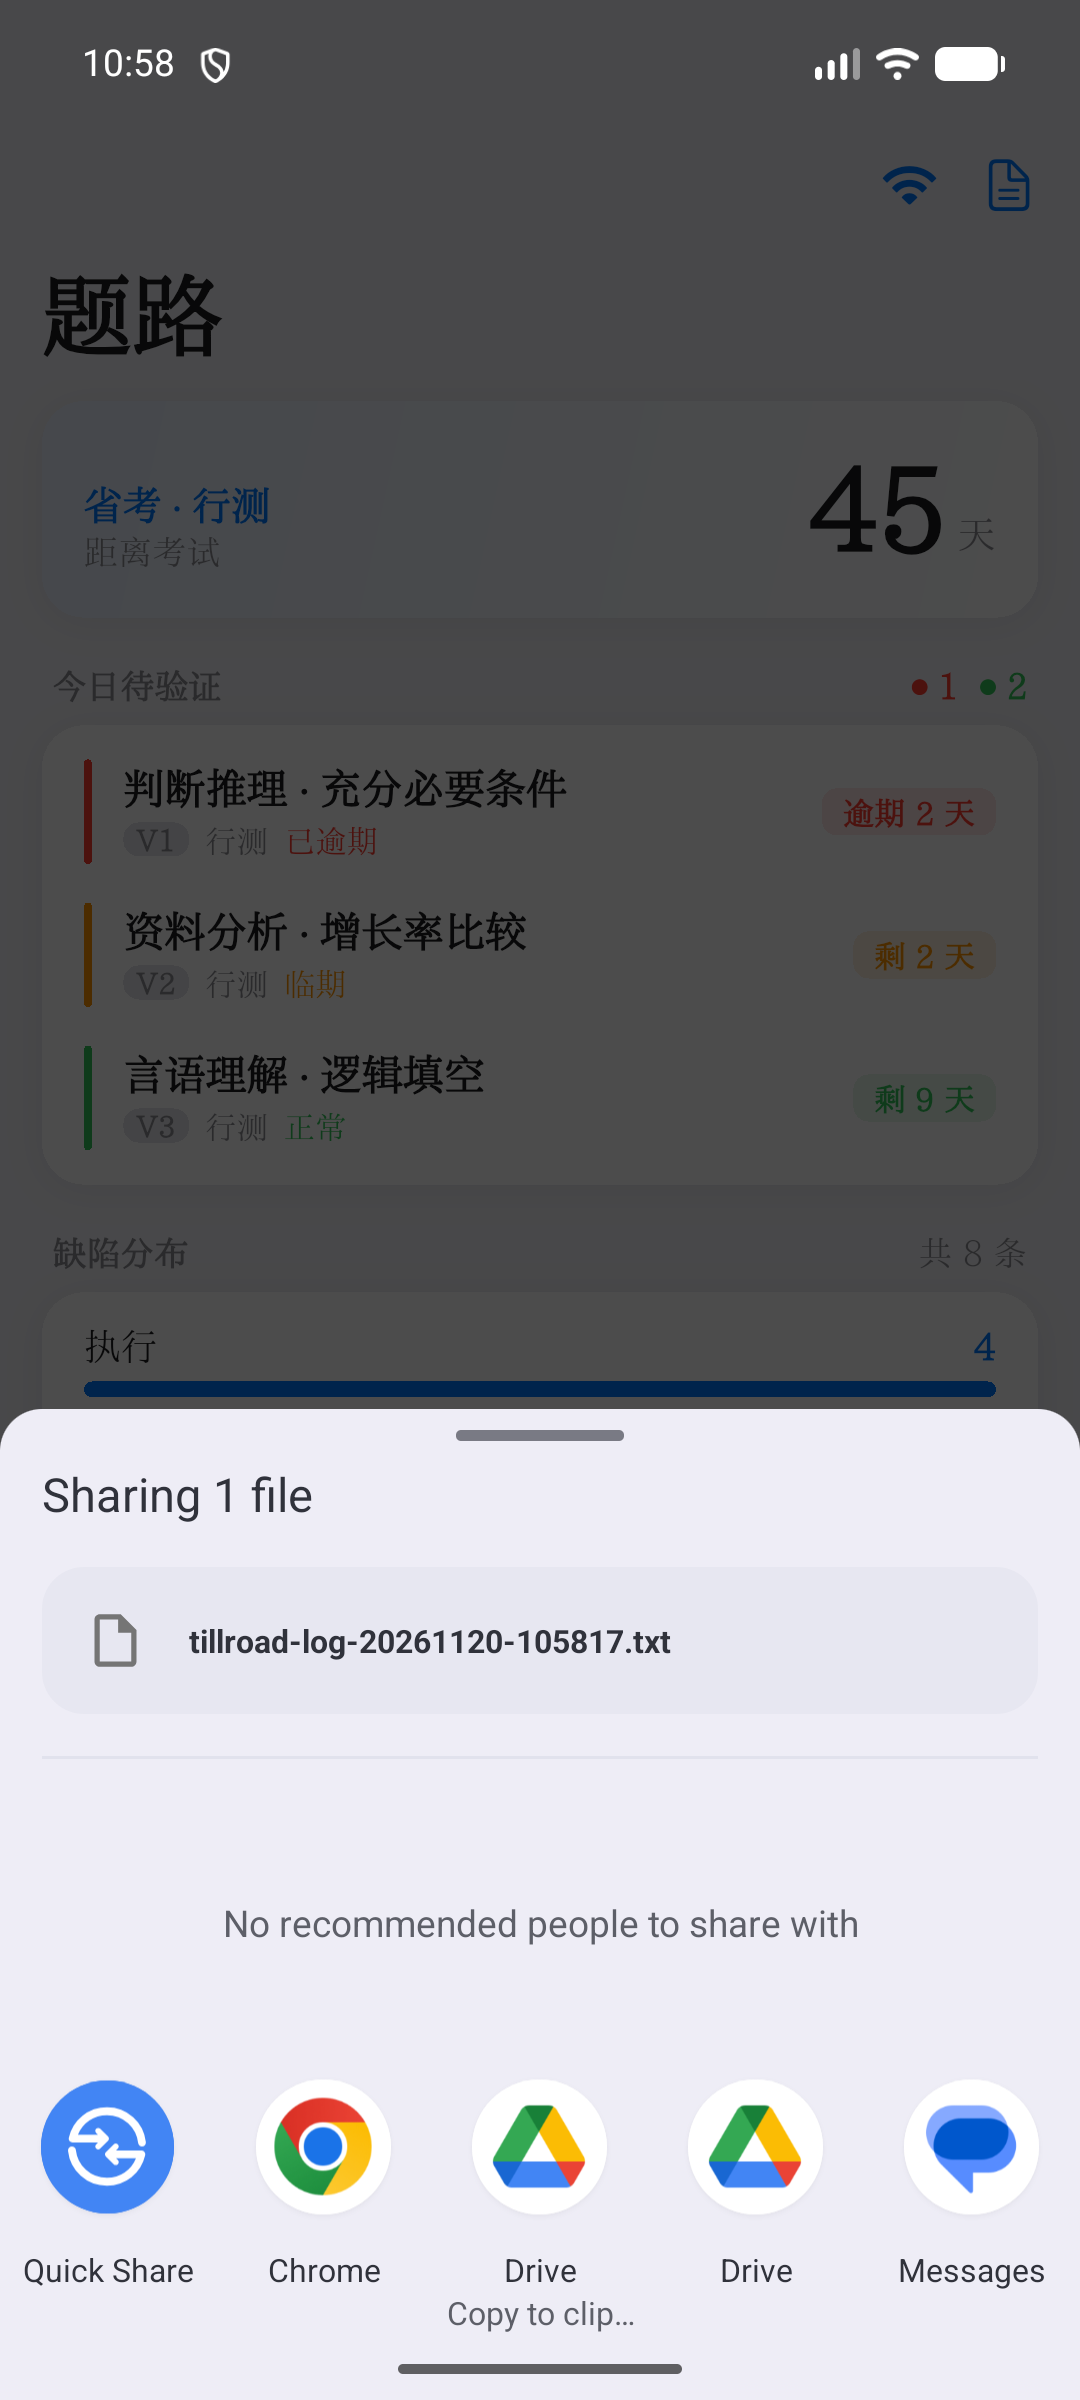 10:58
题路
省考 · 行测
距离考试
45 天
今日待验证
1 2
判断推理 · 充分必要条件
V1 行测 已逾期
逾期 2 天
资料分析 · 增长率比较
V2 行测 临期
剩 2 天
言语理解 · 逻辑填空
V3 行测 正常
剩 9 天
缺陷分布
共 8 条
执行
4
Sharing 1 file
tillroad-log-20261120-105817.txt
No recommended people to share with
Quick Share
Chrome
Drive
Copy to clip…
Drive
Messages